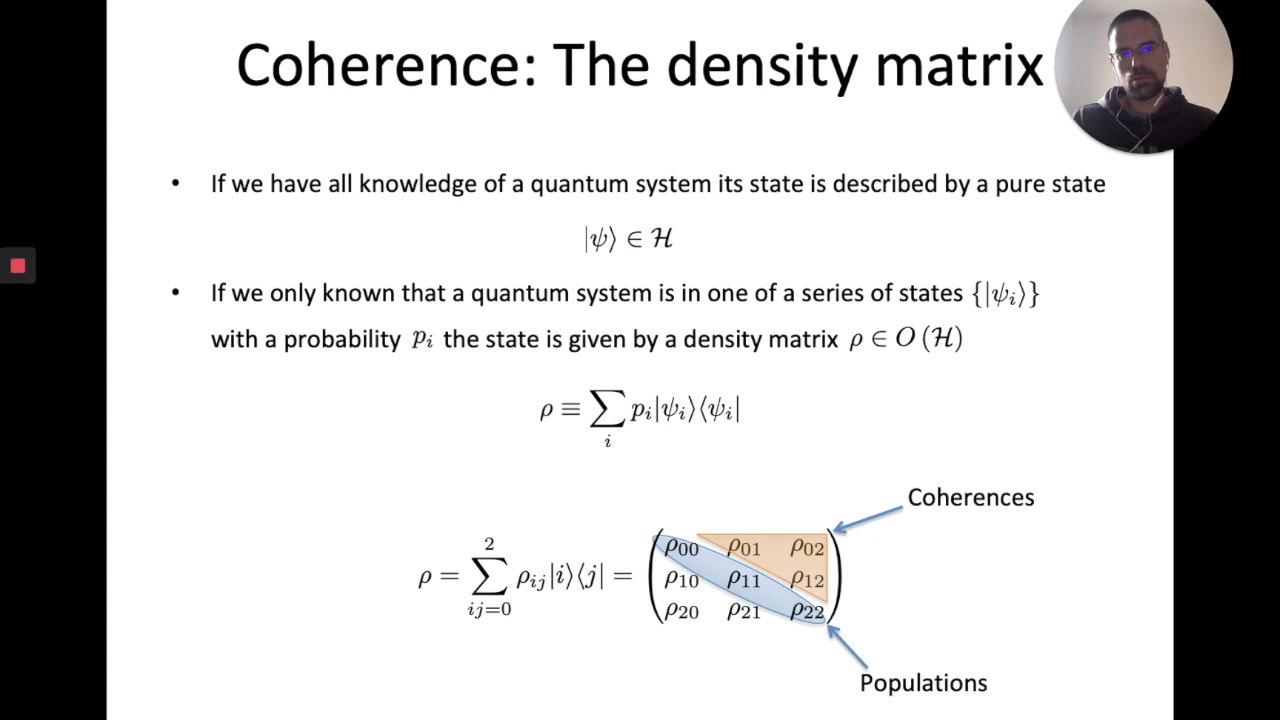 Coherence: The density matrix
• If we have all knowledge of a quantum system its state is described by a pure state
|ψ⟩ ∈ ℋ
• If we only known that a quantum system is in one of a series of states {|ψᵢ⟩}
with a probability pᵢ the state is given by a density matrix ρ ∈ O (ℋ)
ρ ≡ ∑ᵢ pᵢ|ψᵢ⟩⟨ψᵢ|
Coherences
2
ρ = ∑ ρᵢⱼ|i⟩⟨j| =
ij=0
ρ₀₀ ρ₀₁ ρ₀₂
ρ₁₀ ρ₁₁ ρ₁₂
ρ₂₀ ρ₂₁ ρ₂₂
Populations